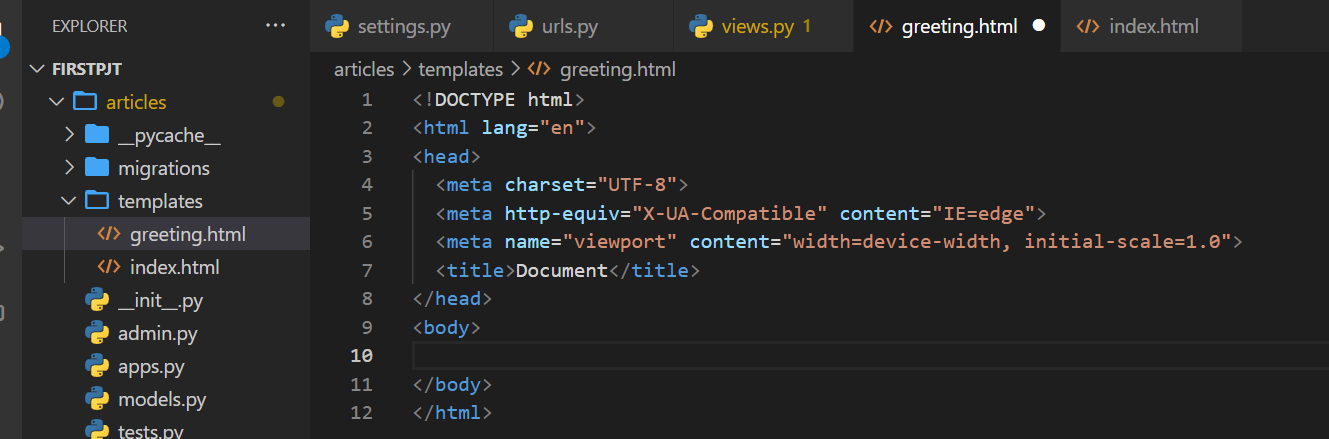 EXPLORER ...
FIRSTPJT
articles
__pycache__
migrations
templates
greeting.html
index.html
__init__.py
admin.py
apps.py
models.py
tests.py
settings.py urls.py views.py 1 greeting.html index.html
articles > templates > greeting.html
1 <!DOCTYPE html>
2 <html lang="en">
3 <head>
4 <meta charset="UTF-8">
5 <meta http-equiv="X-UA-Compatible" content="IE=edge">
6 <meta name="viewport" content="width=device-width, initial-scale=1.0">
7 <title>Document</title>
8 </head>
9 <body>
10
11 </body>
12 </html>